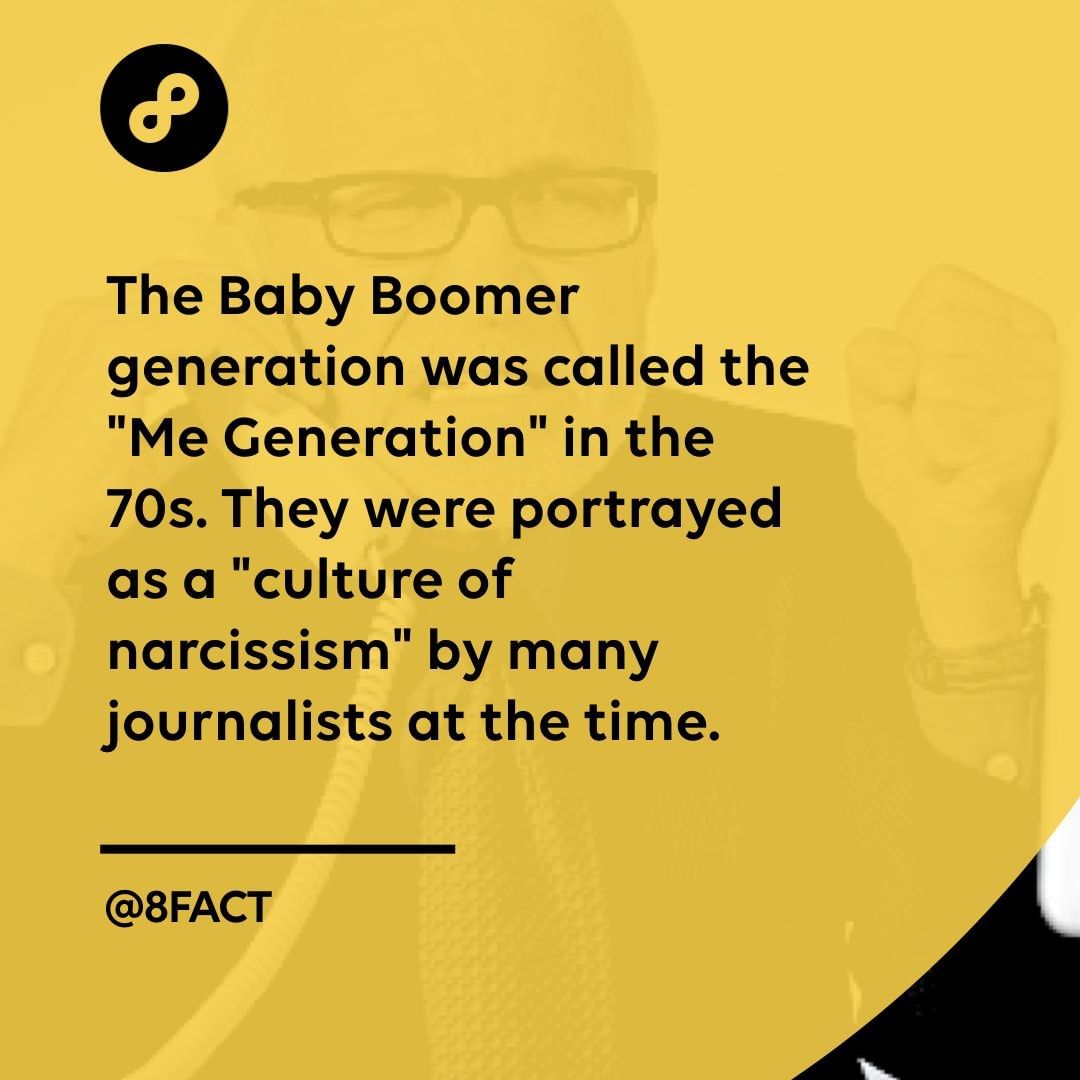 The Baby Boomer
generation was called the
"Me Generation" in the
70s. They were portrayed
as a "culture of
narcissism" by many
journalists at the time.
@8FACT